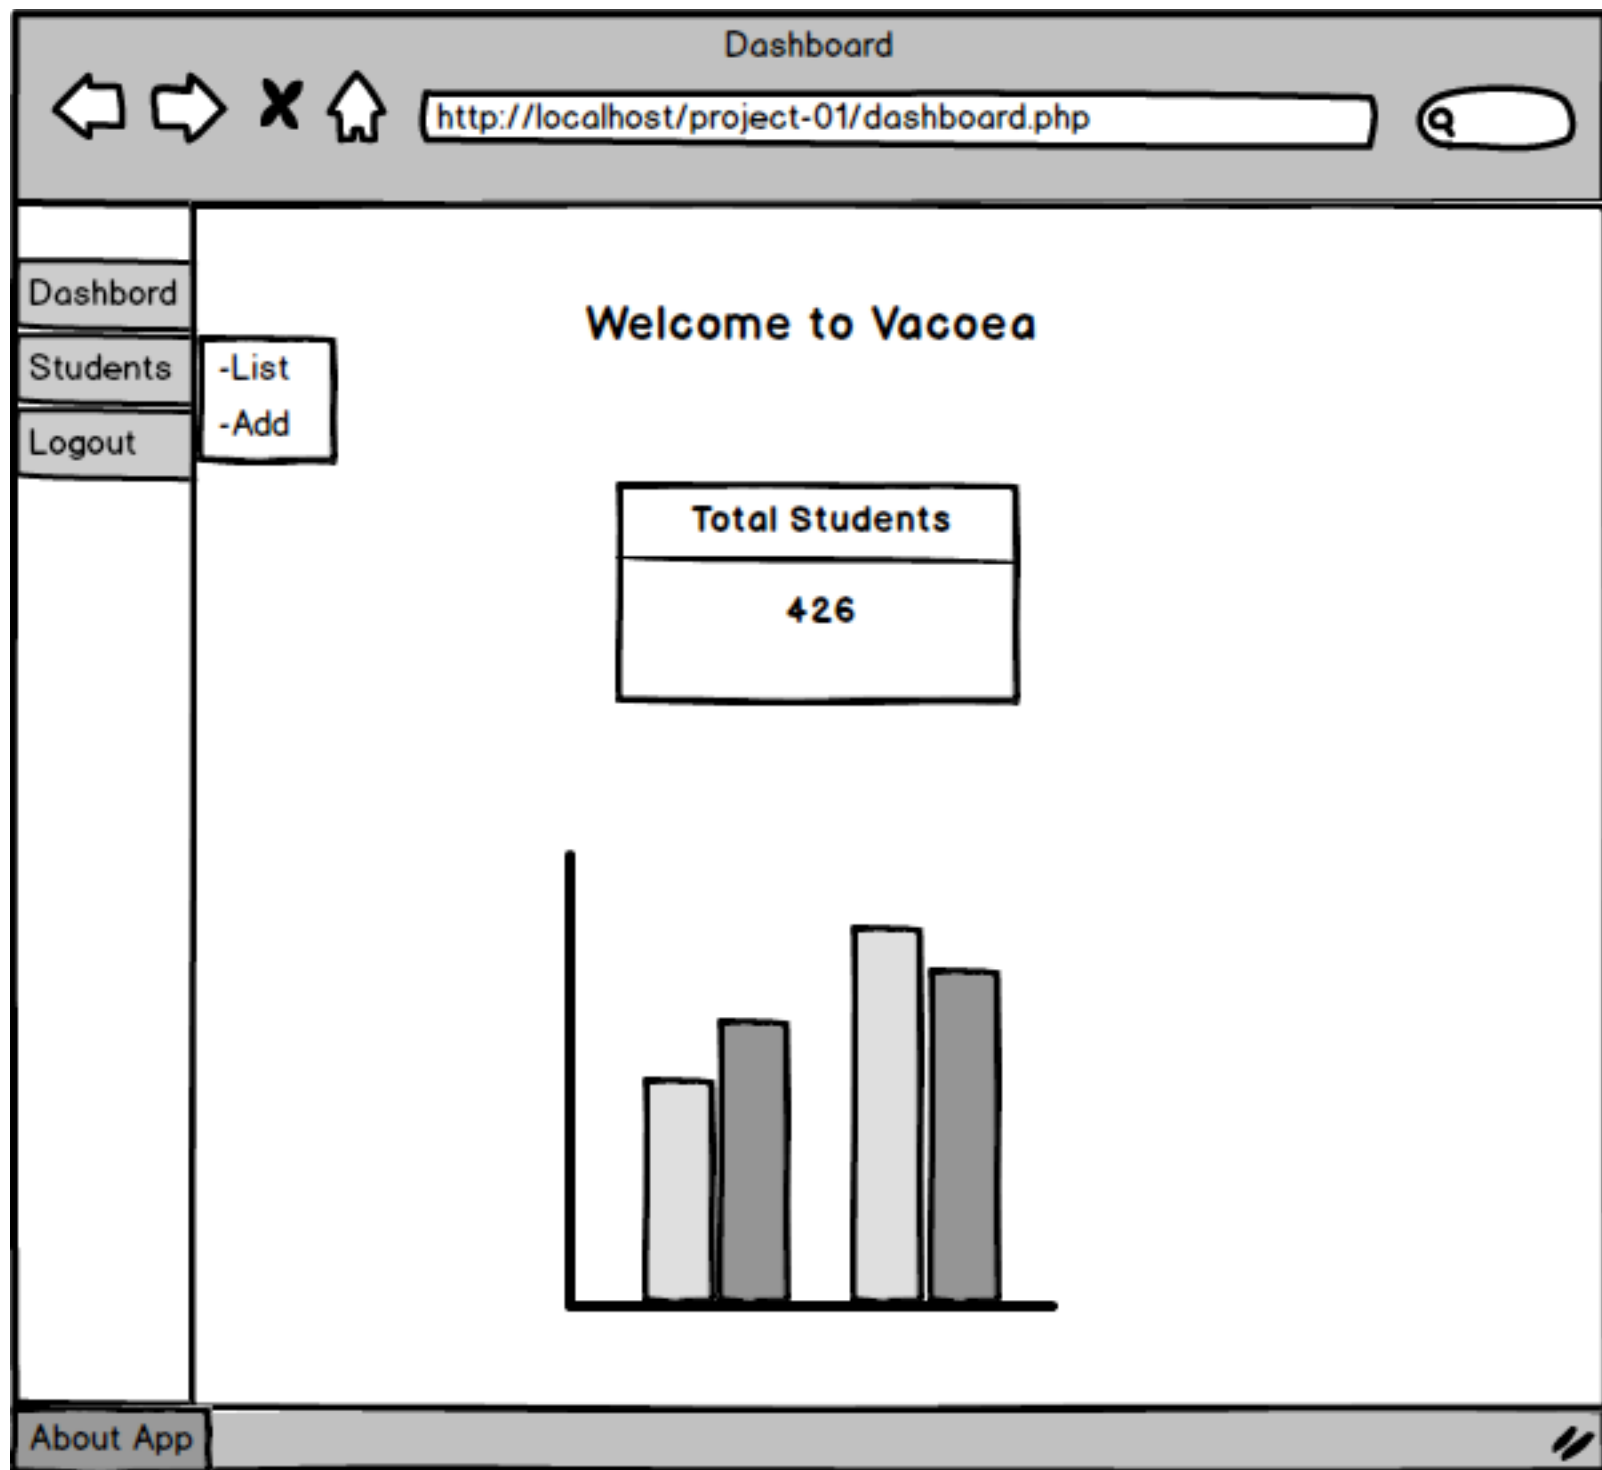 Dashboard
http://localhost/project-01/dashboard.php
Dashbord
Students
Logout
-List
-Add
Welcome to Vacoea
Total Students
426
About App